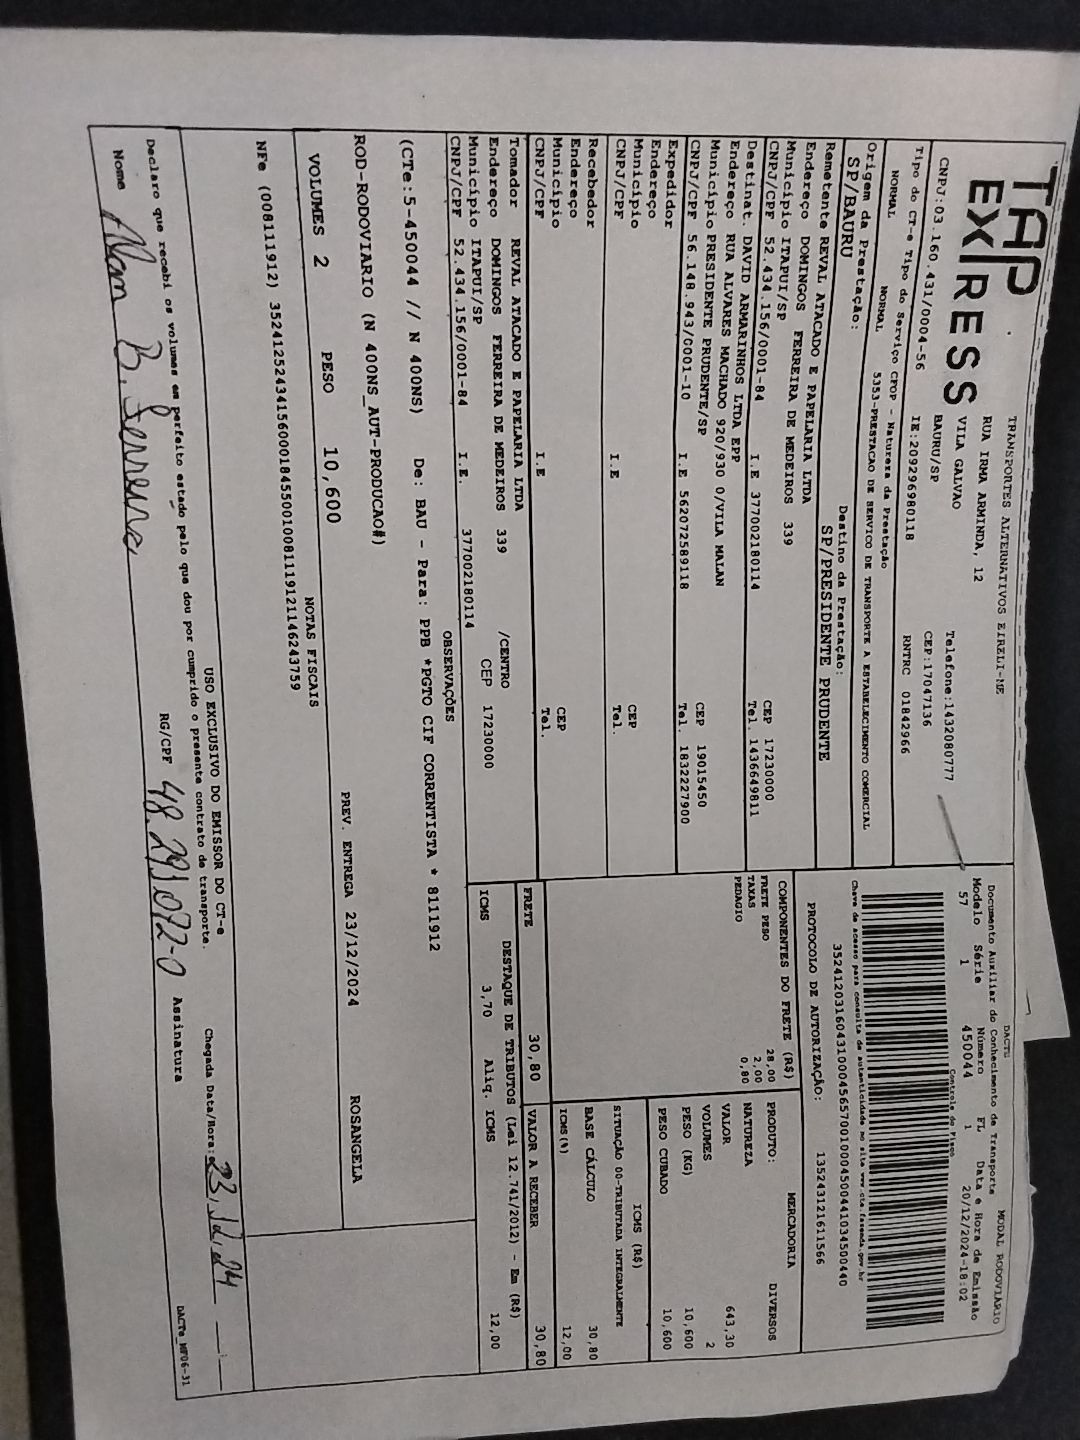 TAP
EXPRESS
TRANSPORTES ALTERNATIVOS EIRELI-ME
RUA IRMA ARMINDA, 12
VILA GALVAO
BAURU/SP
Telefone:1432080777
CEP:17047136
CNPJ:03.160.431/0004-56 IE:209296980118 RNTRC 01842966
Tipo do CT-e Tipo do Serviço CFOP - Natureza da Prestação
NORMAL NORMAL 5353-PRESTACAO DE SERVICO DE TRANSPORTE A ESTABELECIMENTO COMERCIAL
Origem da Prestação: Destino da Prestação:
SP/BAURU SP/PRESIDENTE PRUDENTE
DACTE MODAL RODOVIÁRIO
Documento Auxiliar do Conhecimento de Transporte
Modelo Série Número FL Data e Hora de Emissão
57 1 450044 1 1 20/12/2024-18:02
Controle do Fisco
Chave de acesso para consulta de autenticidade no site www.cte.fazenda.gov.br
35241203160431000456570010004500441034500440
PROTOCOLO DE AUTORIZAÇÃO: 135243121611566
Remetente REVAL ATACADO E PAPELARIA LTDA
Endereço DOMINGOS FERREIRA DE MEDEIROS 339
Município ITAPUI/SP CEP 17230000
CNPJ/CPF 52.434.156/0001-84 I.E 377002180114 Tel. 1436649811
Destinat. DAVID ARMARINHOS LTDA EPP
Endereço RUA ALVARES MACHADO 920/930 0/VILA MALAN
Município PRESIDENTE PRUDENTE/SP CEP 19015450
CNPJ/CPF 56.148.943/0001-10 I.E 562072589118 Tel. 1832227900
Expedidor
Endereço
Município CEP
CNPJ/CPF I.E Tel.
Recebedor
Endereço
Município CEP
CNPJ/CPF I.E Tel.
Tomador REVAL ATACADO E PAPELARIA LTDA
Endereço DOMINGOS FERREIRA DE MEDEIROS 339 /CENTRO
Município ITAPUI/SP CEP 17230000
CNPJ/CPF 52.434.156/0001-84 I.E. 377002180114
COMPONENTES DO FRETE (R$)
FRETE PESO 28,00
TAXAS 2,00
PEDAGIO 0,80
MERCADORIA
PRODUTO: DIVERSOS
NATUREZA
VALOR 643,30
VOLUMES 2
PESO (KG) 10,600
PESO CUBADO 10,600
ICMS (R$)
SITUAÇÃO 00-TRIBUTADA INTEGRALMENTE
BASE CÁLCULO 30,80
ICMS(%) 12,00
FRETE 30,80 VALOR A RECEBER 30,80
DESTAQUE DE TRIBUTOS (Lei 12.741/2012) - Em (R$)
ICMS 3,70 Aliq. ICMS 12,00
OBSERVAÇÕES
(CTe:5-450044 // N 400NS) De: BAU - Para: PPB *PGTO CIF CORRENTISTA * 8111912
ROD-RODOVIARIO (N 400NS_AUT-PRODUCAO#)
PREV. ENTREGA 23/12/2024 ROSANGELA
VOLUMES 2 PESO 10,600
NOTAS FISCAIS
NFe (008111912) 35241252434156000184550010081119121146243759
USO EXCLUSIVO DO EMISSOR DO CT-e
Declaro que recebi os volumes em perfeito estado pelo que dou por cumprido o presente contrato de transporte.
Chegada Data/Hora: 23,12,24
Nome Alan B. Ferreira RG/CPF 48.291.072-0 Assinatura
DACTe_MF06-31